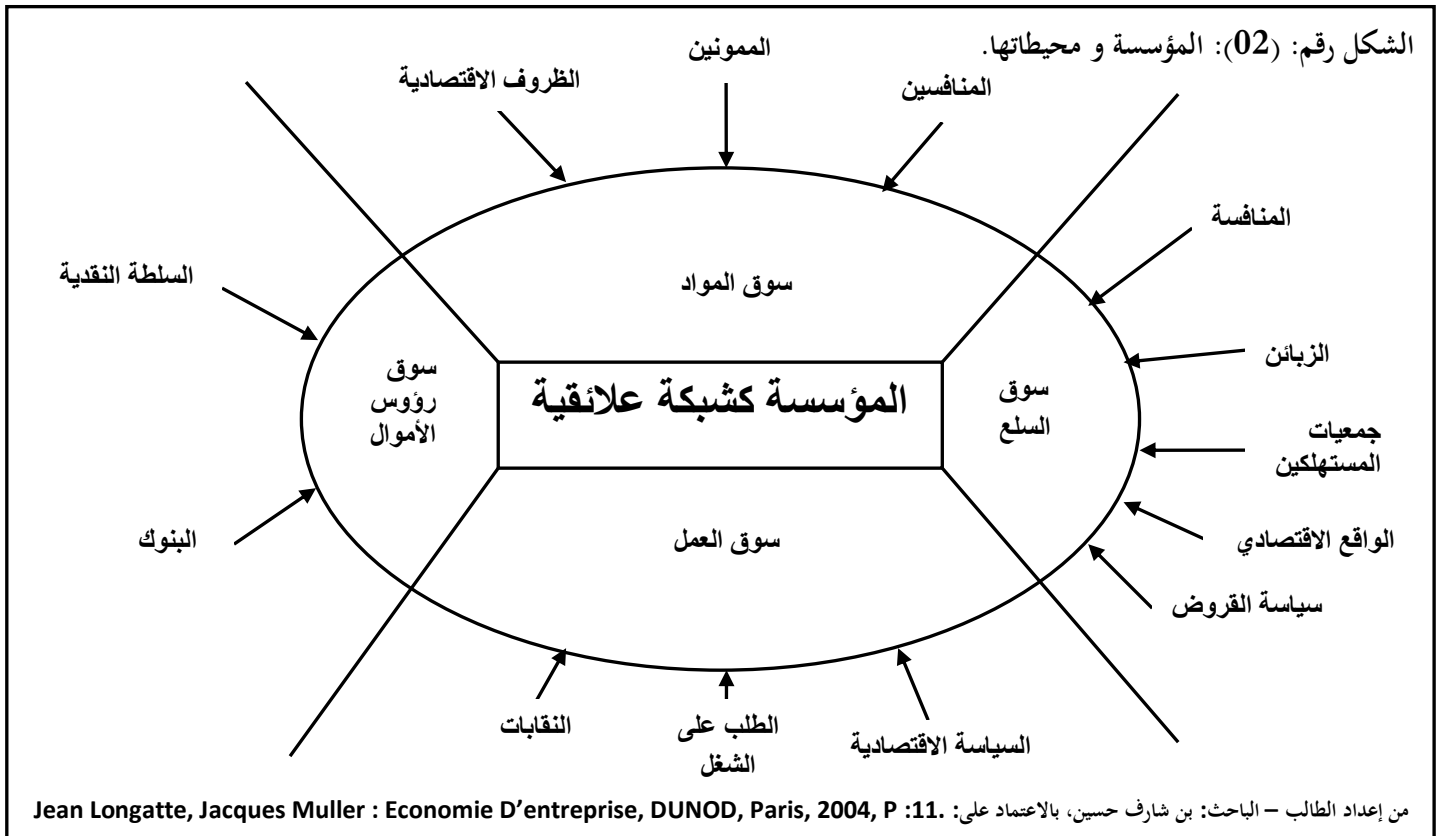 الشكل رقم: (02): المؤسسة و محيطاتها.
الممونين
الظروف الاقتصادية
المنافسين
المنافسة
السلطة النقدية
سوق المواد
الزبائن
سوق
رؤوس
الأموال
المؤسسة كشبكة علائقية
سوق
السلع
جمعيات
المستهلكين
البنوك
سوق العمل
الواقع الاقتصادي
سياسة القروض
النقابات
الطلب على
الشغل
السياسة الاقتصادية
من إعداد الطالب – الباحث: بن شارف حسين، بالاعتماد على: Jean Longatte, Jacques Muller : Economie D’entreprise, DUNOD, Paris, 2004, P :11.